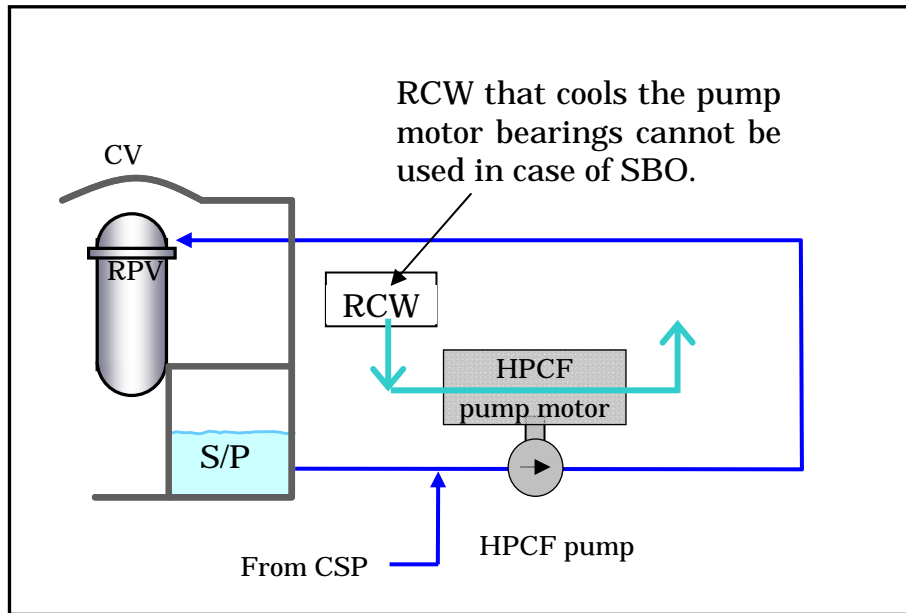 RCW that cools the pump
motor bearings cannot be
used in case of SBO.
CV
RPV
RCW
HPCF
pump motor
S/P
HPCF pump
From CSP